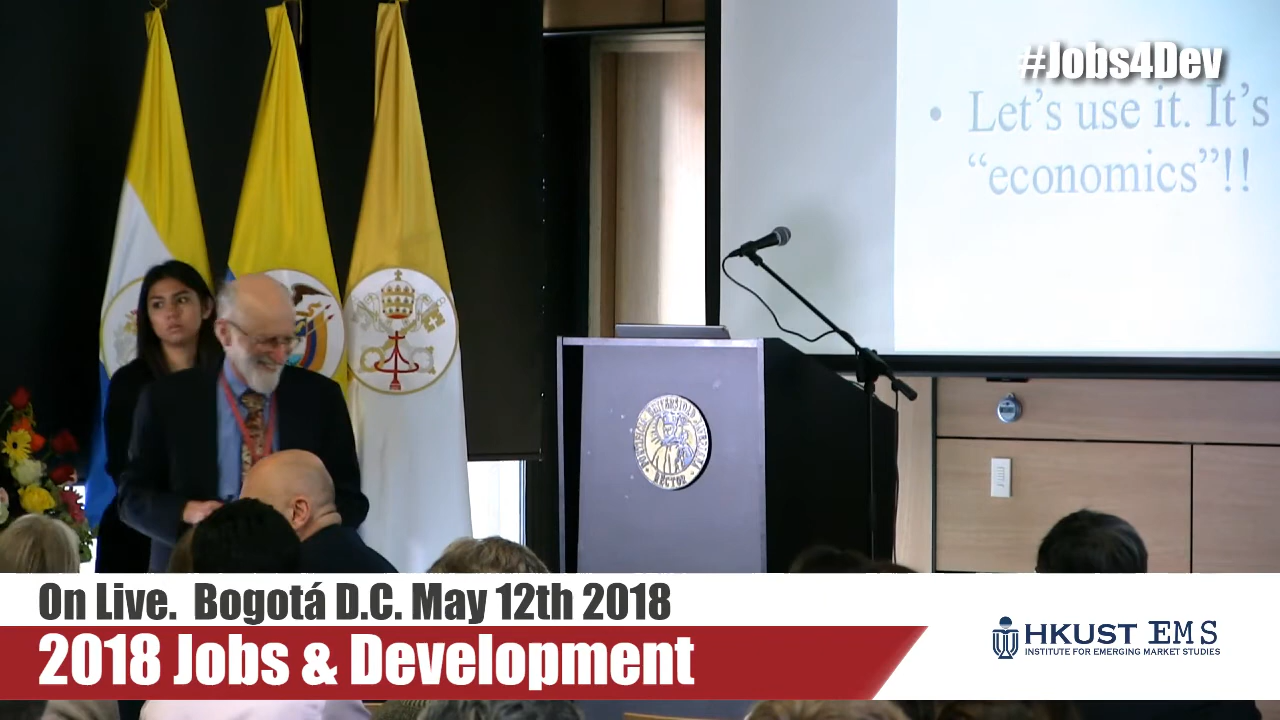 #Jobs4Dev
• Let's use it. It's
“economics”!!
RECTOR
On Live. Bogotá D.C. May 12th 2018
2018 Jobs & Development
HKUST EMS
INSTITUTE FOR EMERGING MARKET STUDIES